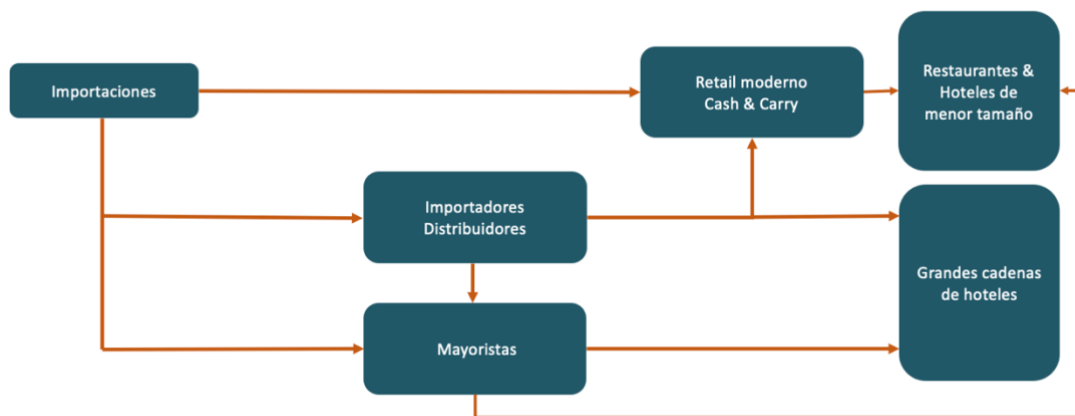 Importaciones
Retail moderno
Cash & Carry
Restaurantes &
Hoteles de
menor tamaño
Importadores
Distribuidores
Grandes cadenas
de hoteles
Mayoristas